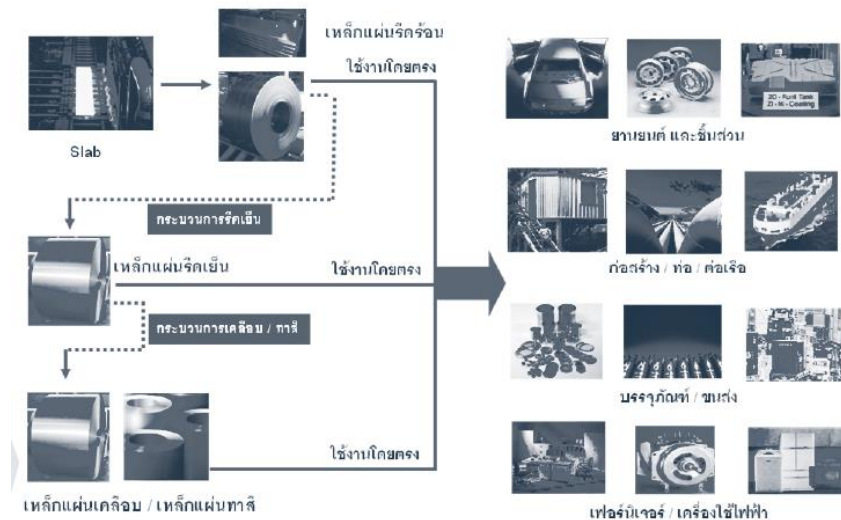 เหล็กแผ่นรีดร้อน
ใช้งานโดยตรง
Slab
กระบวนการรีดเย็น
เหล็กแผ่นรีดเย็น
ใช้งานโดยตรง
กระบวนการเคลือบ / ทาสี
ใช้งานโดยตรง
เหล็กแผ่นเคลือบ / เหล็กแผ่นทาสี
2D - Fuel Tank
Zi-Ni-Coating
ยานยนต์ และชิ้นส่วน
ก่อสร้าง / ท่อ / ต่อเรือ
บรรจุภัณฑ์ / ขนส่ง
เฟอร์นิเจอร์ / เครื่องใช้ไฟฟ้า